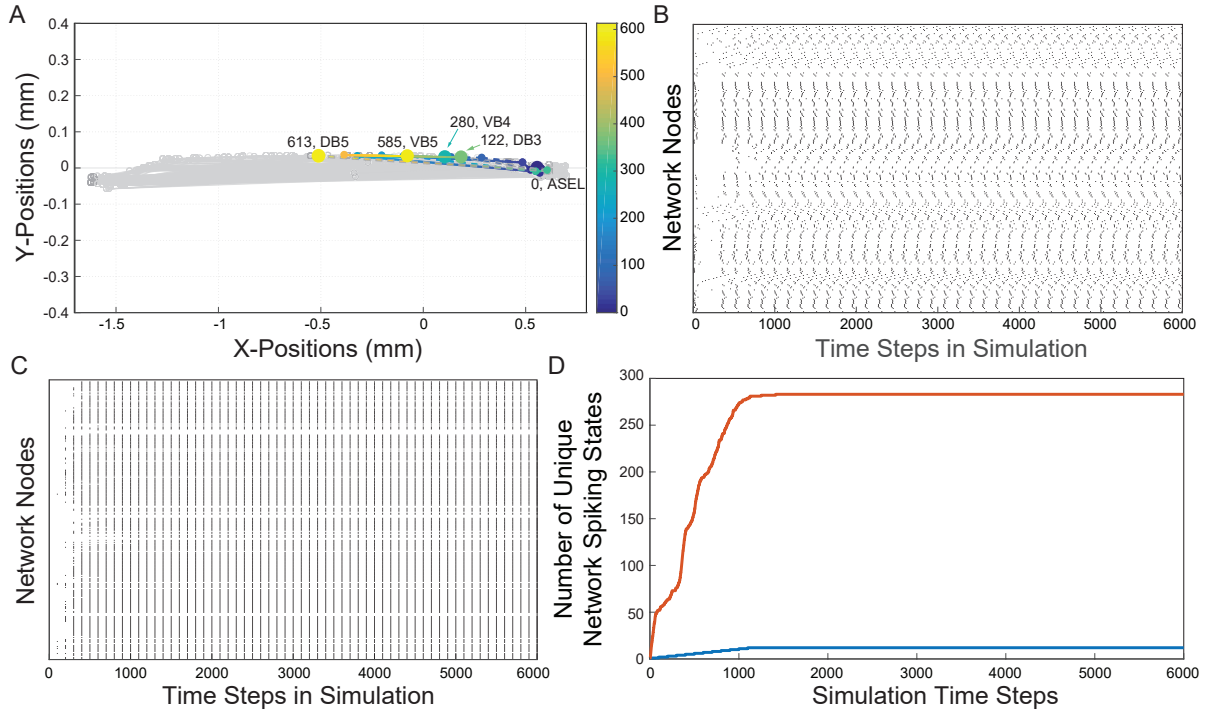 A
Y-Positions (mm)
0.4
0.3
0.2
0.1
0
-0.1
-0.2
-0.3
-0.4
613, DB5
585, VB5
280, VB4
122, DB3
0, ASEL
-1.5
-1
-0.5
0
0.5
X-Positions (mm)
600
500
400
300
200
100
0
B
Network Nodes
0
1000
2000
3000
4000
5000
6000
Time Steps in Simulation
C
Network Nodes
0
1000
2000
3000
4000
5000
6000
Time Steps in Simulation
D
Number of Unique
Network Spiking States
300
250
200
150
100
50
0
0
1000
2000
3000
4000
5000
6000
Simulation Time Steps